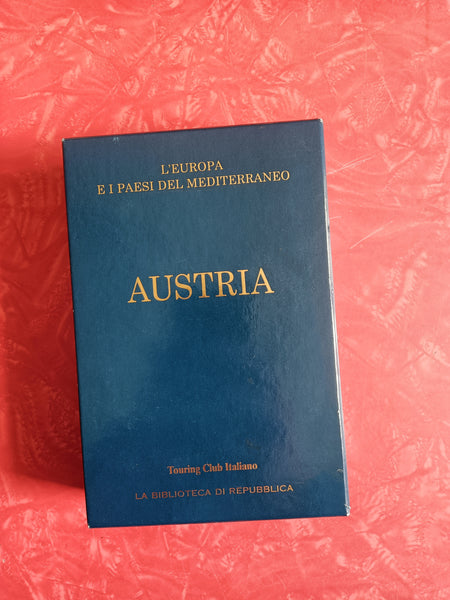 L'EUROPA
E I PAESI DEL MEDITERRANEO
AUSTRIA
Touring Club Italiano
LA BIBLIOTECA DI REPUBBLICA